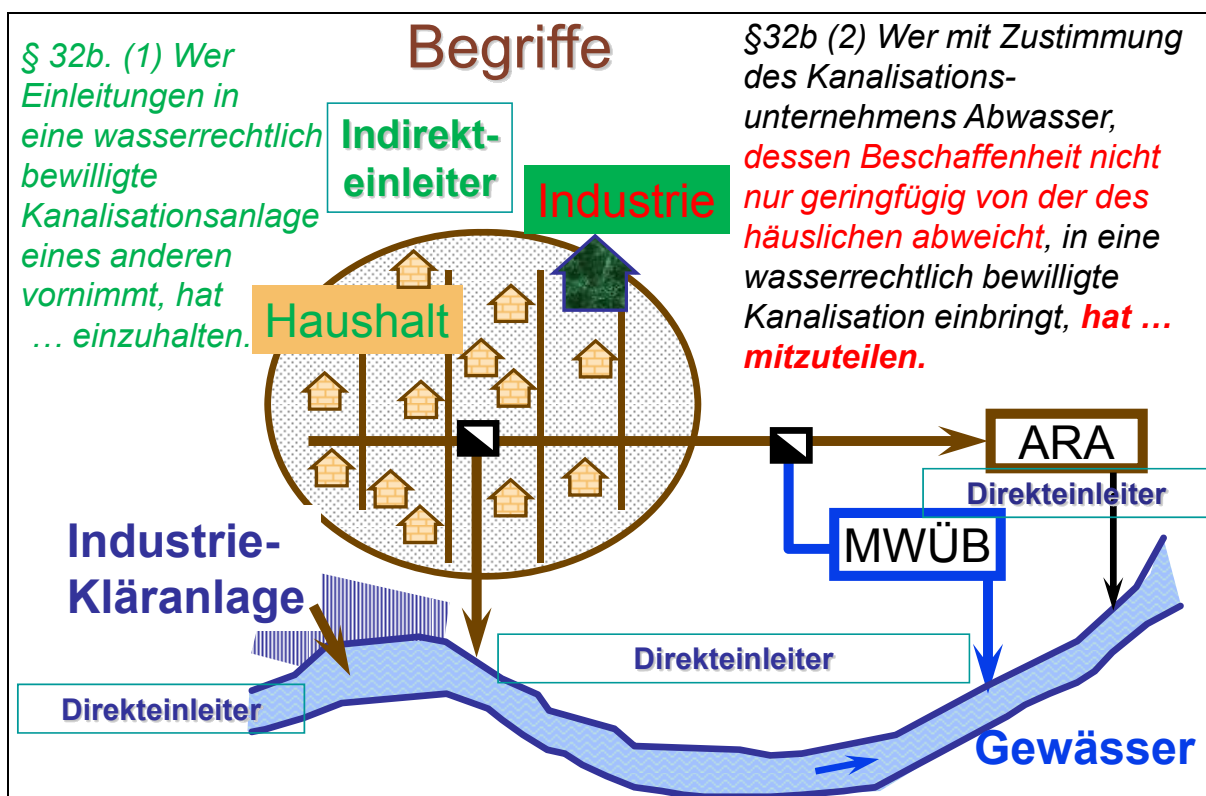 Begriffe
§ 32b. (1) Wer
Einleitungen in
eine wasserrechtlich
bewilligte
Kanalisationsanlage
eines anderen
vornimmt, hat
… einzuhalten.
Indirekt-
einleiter
Industrie
Haushalt
§32b (2) Wer mit Zustimmung
des Kanalisations-
unternehmens Abwasser,
dessen Beschaffenheit nicht
nur geringfügig von der des
häuslichen abweicht, in eine
wasserrechtlich bewilligte
Kanalisation einbringt, hat …
mitzuteilen.
ARA
Direkteinleiter
MWÜB
Industrie-
Kläranlage
Direkteinleiter
Direkteinleiter
Gewässer